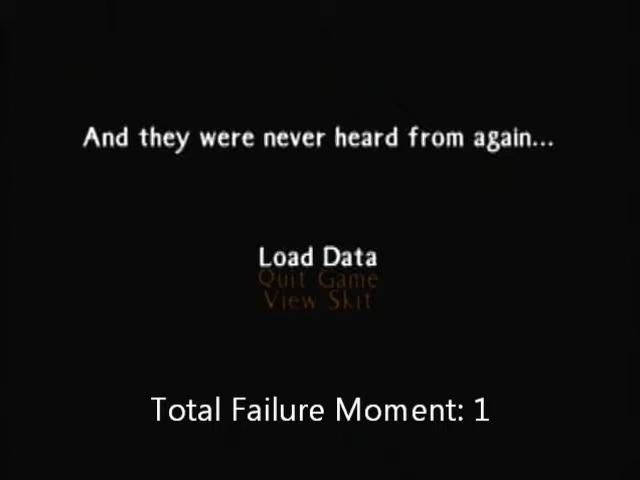 And they were never heard from again...
Load Data
Quit Game
View Skit
Total Failure Moment: 1